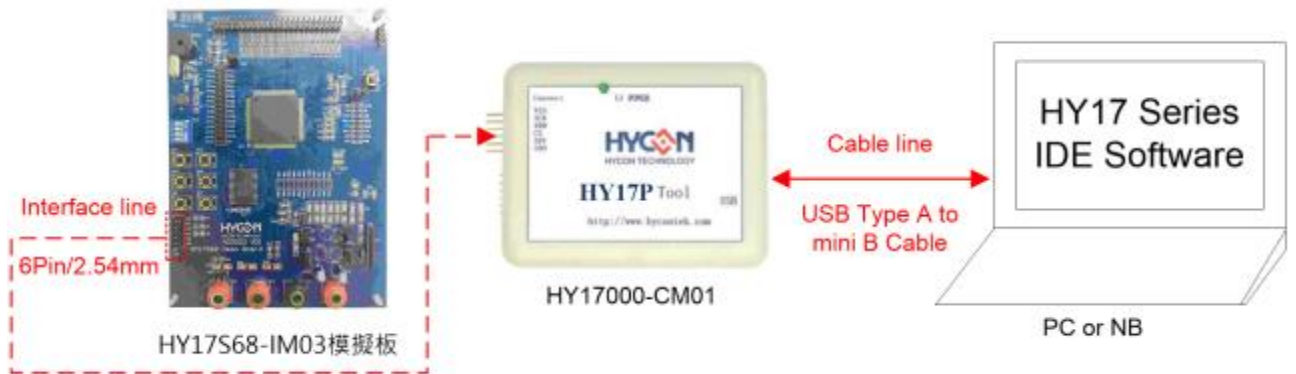 Interface line
6Pin/2.54mm
HYCON
HY17S68-IM03模擬板
HYCON
HYCON TECHNOLOGY
HY17P Tool
USB
http://www.hycontek.com
HY17000-CM01
Cable line
USB Type A to
mini B Cable
HY17 Series
IDE Software
PC or NB